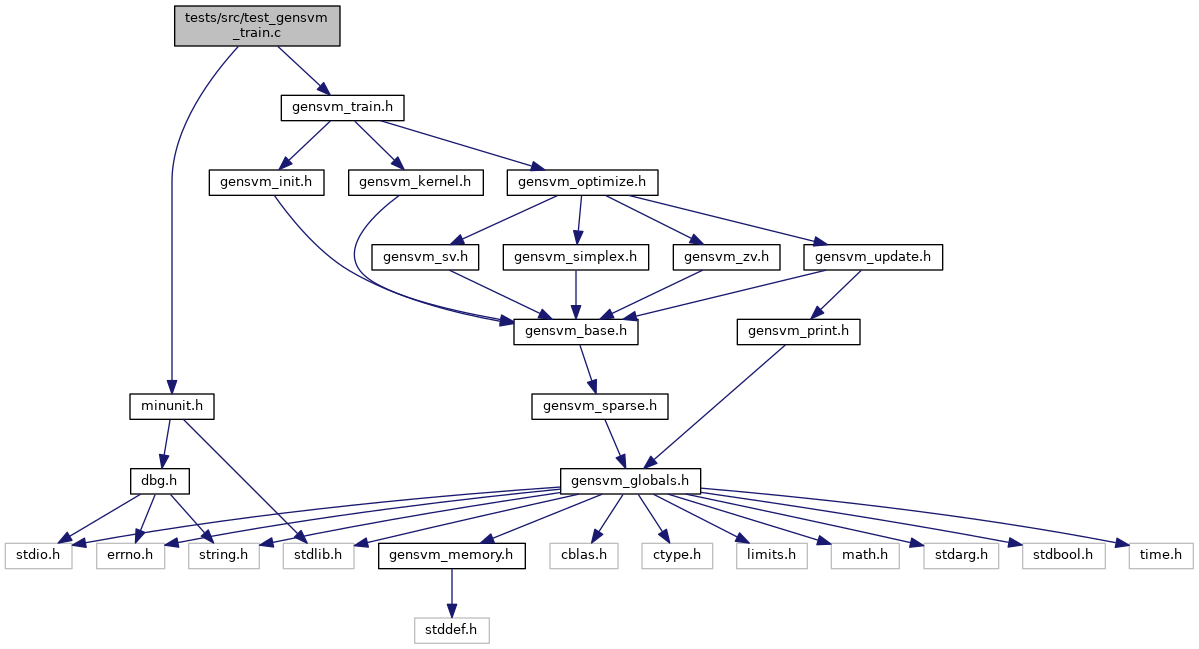 tests/src/test_gensvm
_train.c
gensvm_train.h
gensvm_init.h
gensvm_kernel.h
gensvm_optimize.h
gensvm_sv.h
gensvm_simplex.h
gensvm_zv.h
gensvm_update.h
gensvm_base.h
gensvm_print.h
minunit.h
gensvm_sparse.h
dbg.h
gensvm_globals.h
stdio.h
errno.h
string.h
stdlib.h
gensvm_memory.h
cblas.h
ctype.h
limits.h
math.h
stdarg.h
stdbool.h
time.h
stddef.h